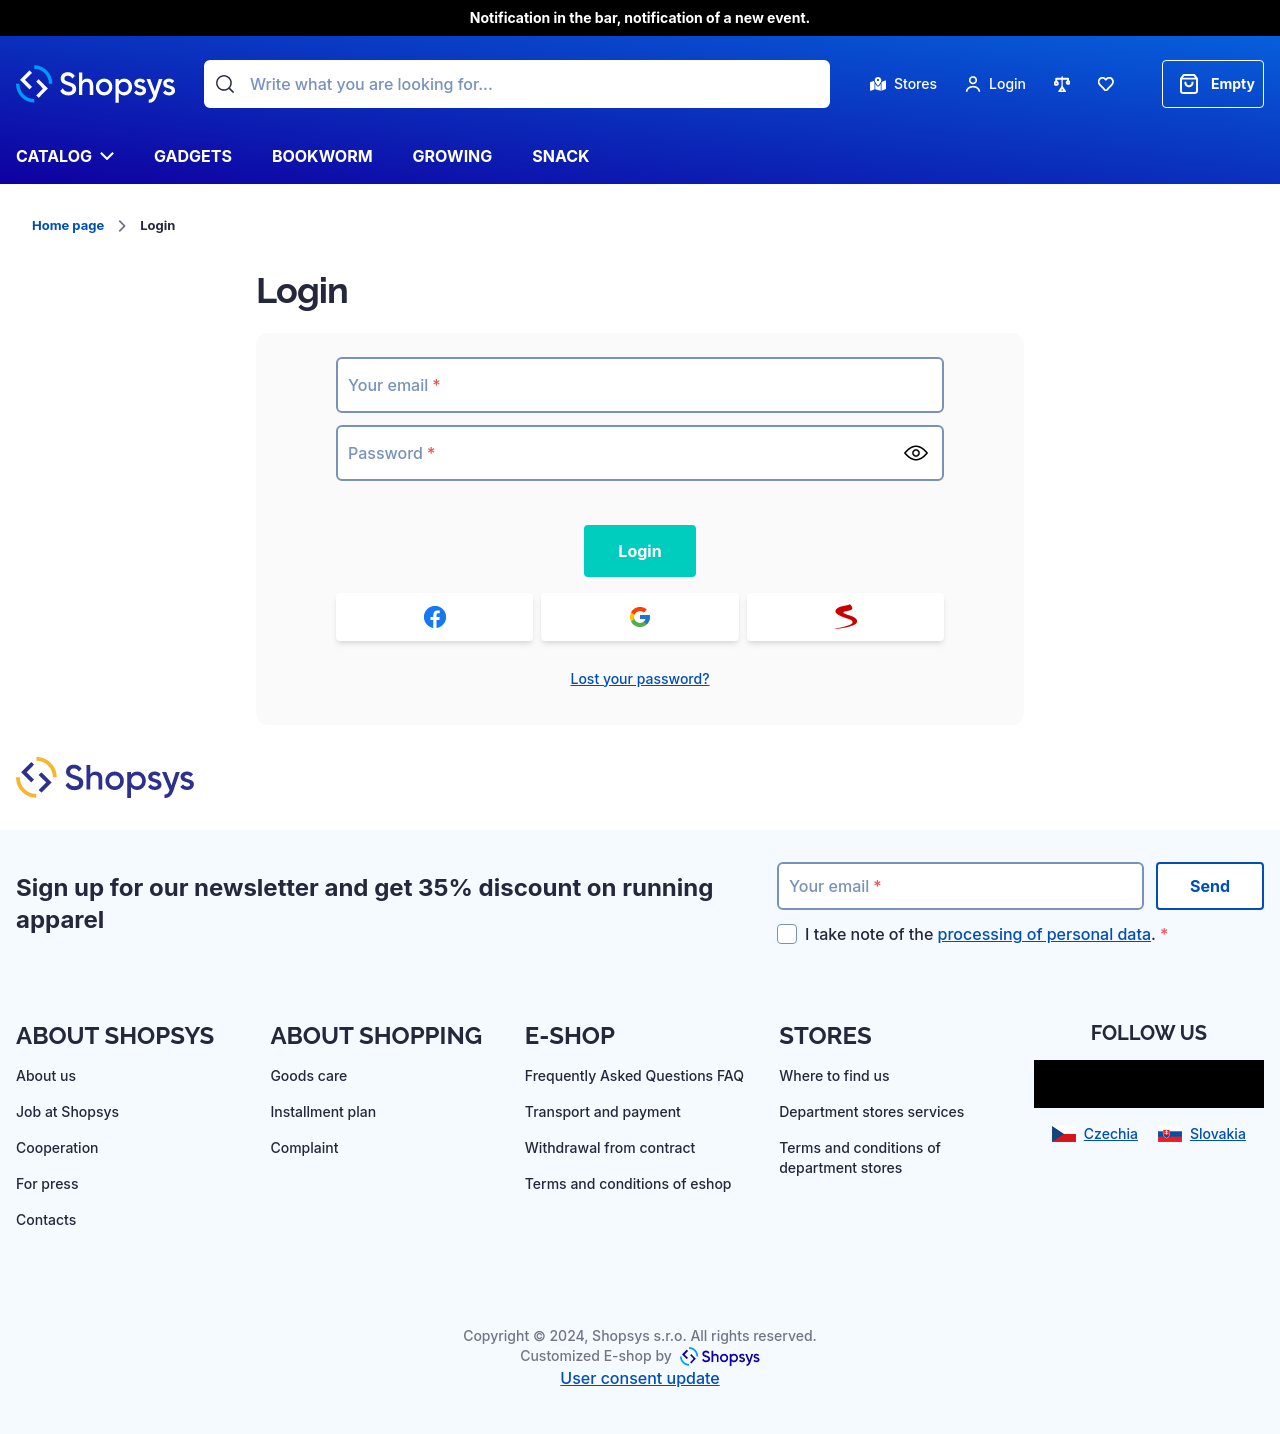 Notification in the bar, notification of a new event.
Shopsys
Write what you are looking for...
Stores
Login
Empty
CATALOG
GADGETS
BOOKWORM
GROWING
SNACK
Home page
Login
Login
Your email *
Password *
Login
Lost your password?
Shopsys
Sign up for our newsletter and get 35% discount on running
apparel
Your email *
Send
I take note of the processing of personal data. *
ABOUT SHOPSYS
About us
Job at Shopsys
Cooperation
For press
Contacts
ABOUT SHOPPING
Goods care
Installment plan
Complaint
E-SHOP
Frequently Asked Questions FAQ
Transport and payment
Withdrawal from contract
Terms and conditions of eshop
STORES
Where to find us
Department stores services
Terms and conditions of
department stores
FOLLOW US
Czechia
Slovakia
Copyright © 2024, Shopsys s.r.o. All rights reserved.
Customized E-shop by Shopsys
User consent update